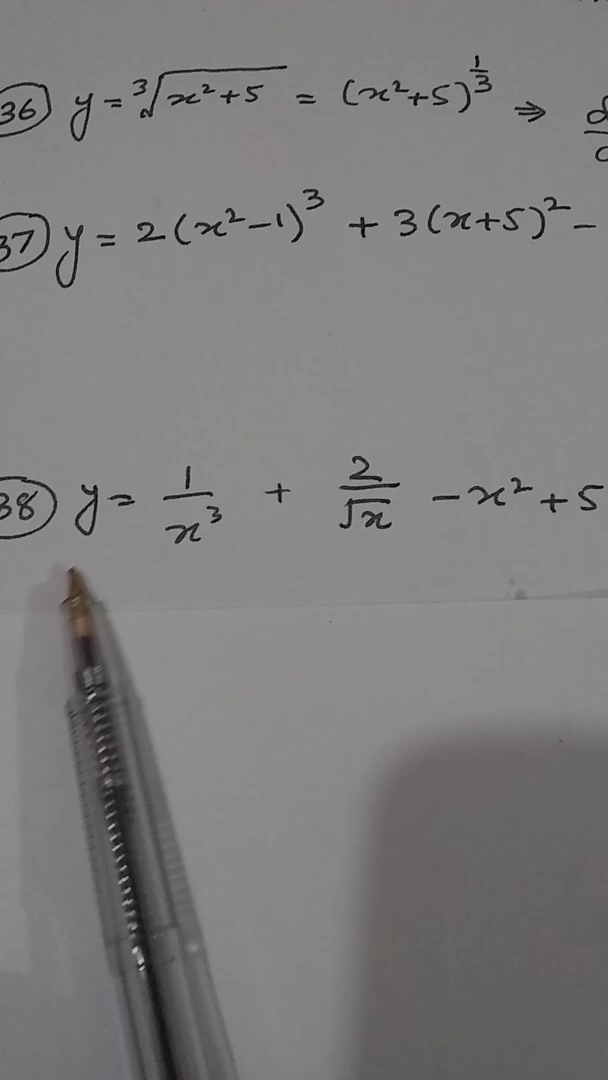 36 y = ∛(x²+5) = (x²+5)^(1/3) ⇒
37 y = 2(x²-1)³ + 3(x+5)² -
38 y = 1/x³ + 2/√x - x² + 5